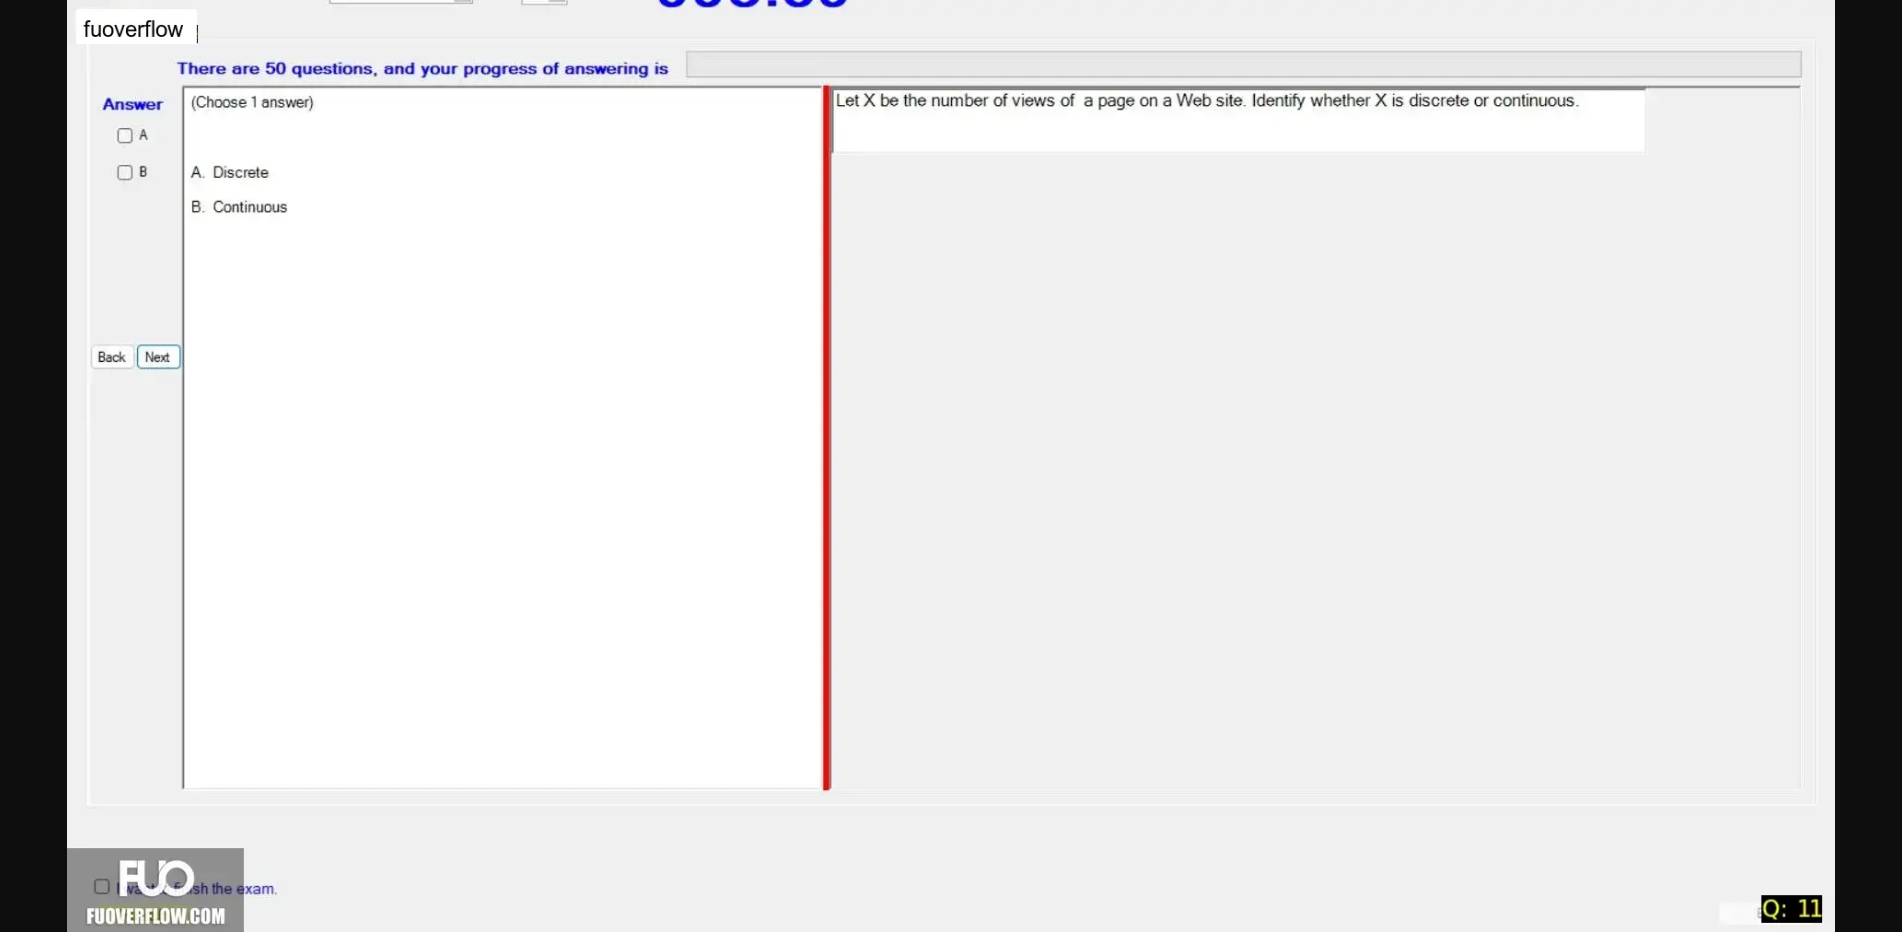 fuoverflow
There are 50 questions, and your progress of answering is
Answer
(Choose 1 answer)
A
B
A. Discrete
B. Continuous
Back
Next
Let X be the number of views of a page on a Web site. Identify whether X is discrete or continuous.
FUO
the exam.
FUOVERFLOW.COM
Q: 11